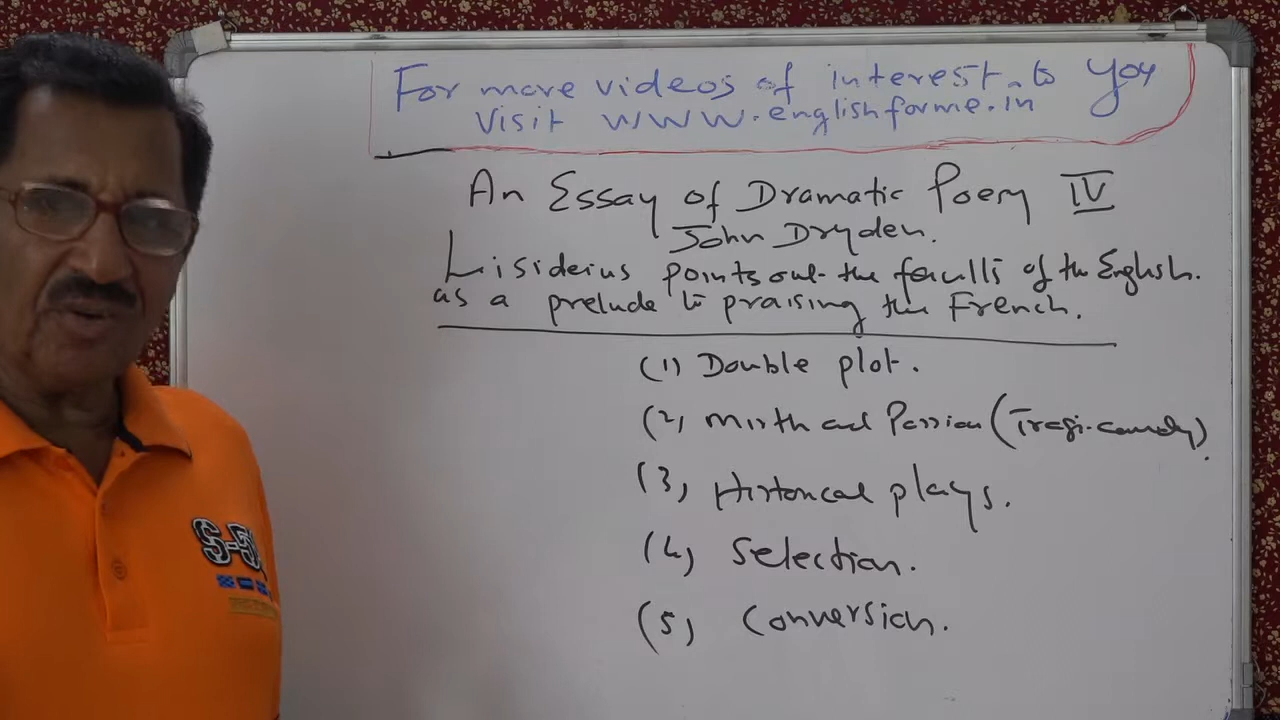 For more videos of interest to you
Visit www.englishforme.in
An Essay of Dramatic Poesy IV
John Dryden.
Lisideius points out the faults of the English.
as a prelude to praising the French.
(1) Double plot.
(2) Mirth and Passion (Tragi-comedy).
(3) Historical plays.
(4) Selection.
(5) Conversion.